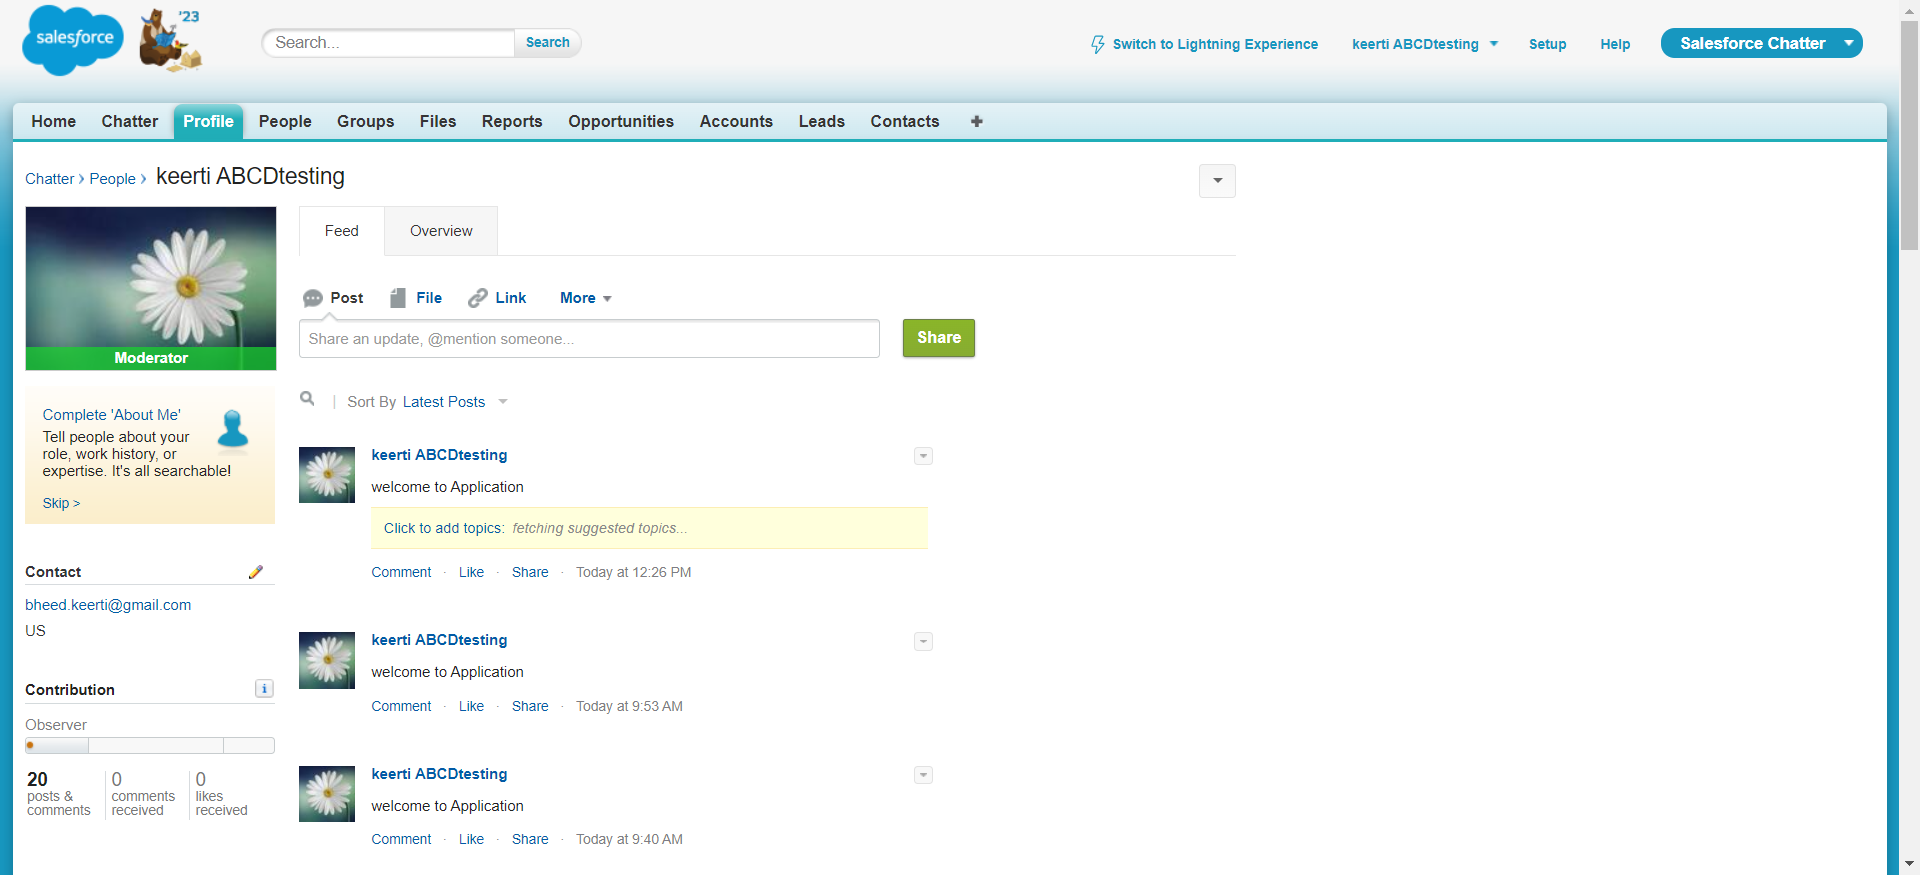 salesforce
'23
Search...
Search
Switch to Lightning Experience
keerti ABCDtesting
Setup
Help
Salesforce Chatter
Home
Chatter
Profile
People
Groups
Files
Reports
Opportunities
Accounts
Leads
Contacts
Chatter › People › keerti ABCDtesting
Moderator
Complete 'About Me'
Tell people about your
role, work history, or
expertise. It's all searchable!
Skip >
Contact
bheed.keerti@gmail.com
US
Contribution
Observer
20
posts &
comments
0
comments
received
0
likes
received
Feed
Overview
Post
File
Link
More
Share an update, @mention someone...
Share
| Sort By Latest Posts
keerti ABCDtesting
welcome to Application
Click to add topics: fetching suggested topics...
Comment · Like · Share · Today at 12:26 PM
keerti ABCDtesting
welcome to Application
Comment · Like · Share · Today at 9:53 AM
keerti ABCDtesting
welcome to Application
Comment · Like · Share · Today at 9:40 AM